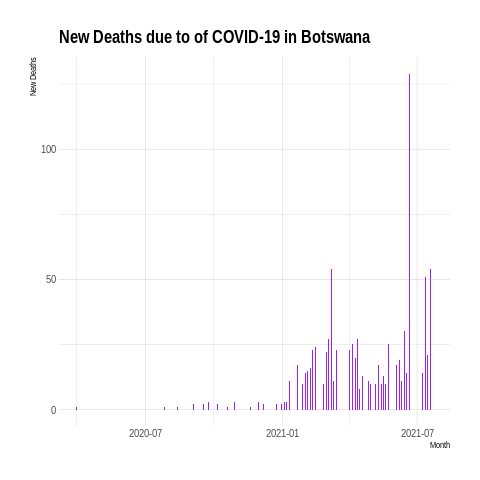 New Deaths due to of COVID-19 in Botswana
New Deaths
100
50
0
2020-07 2021-01 2021-07
Month